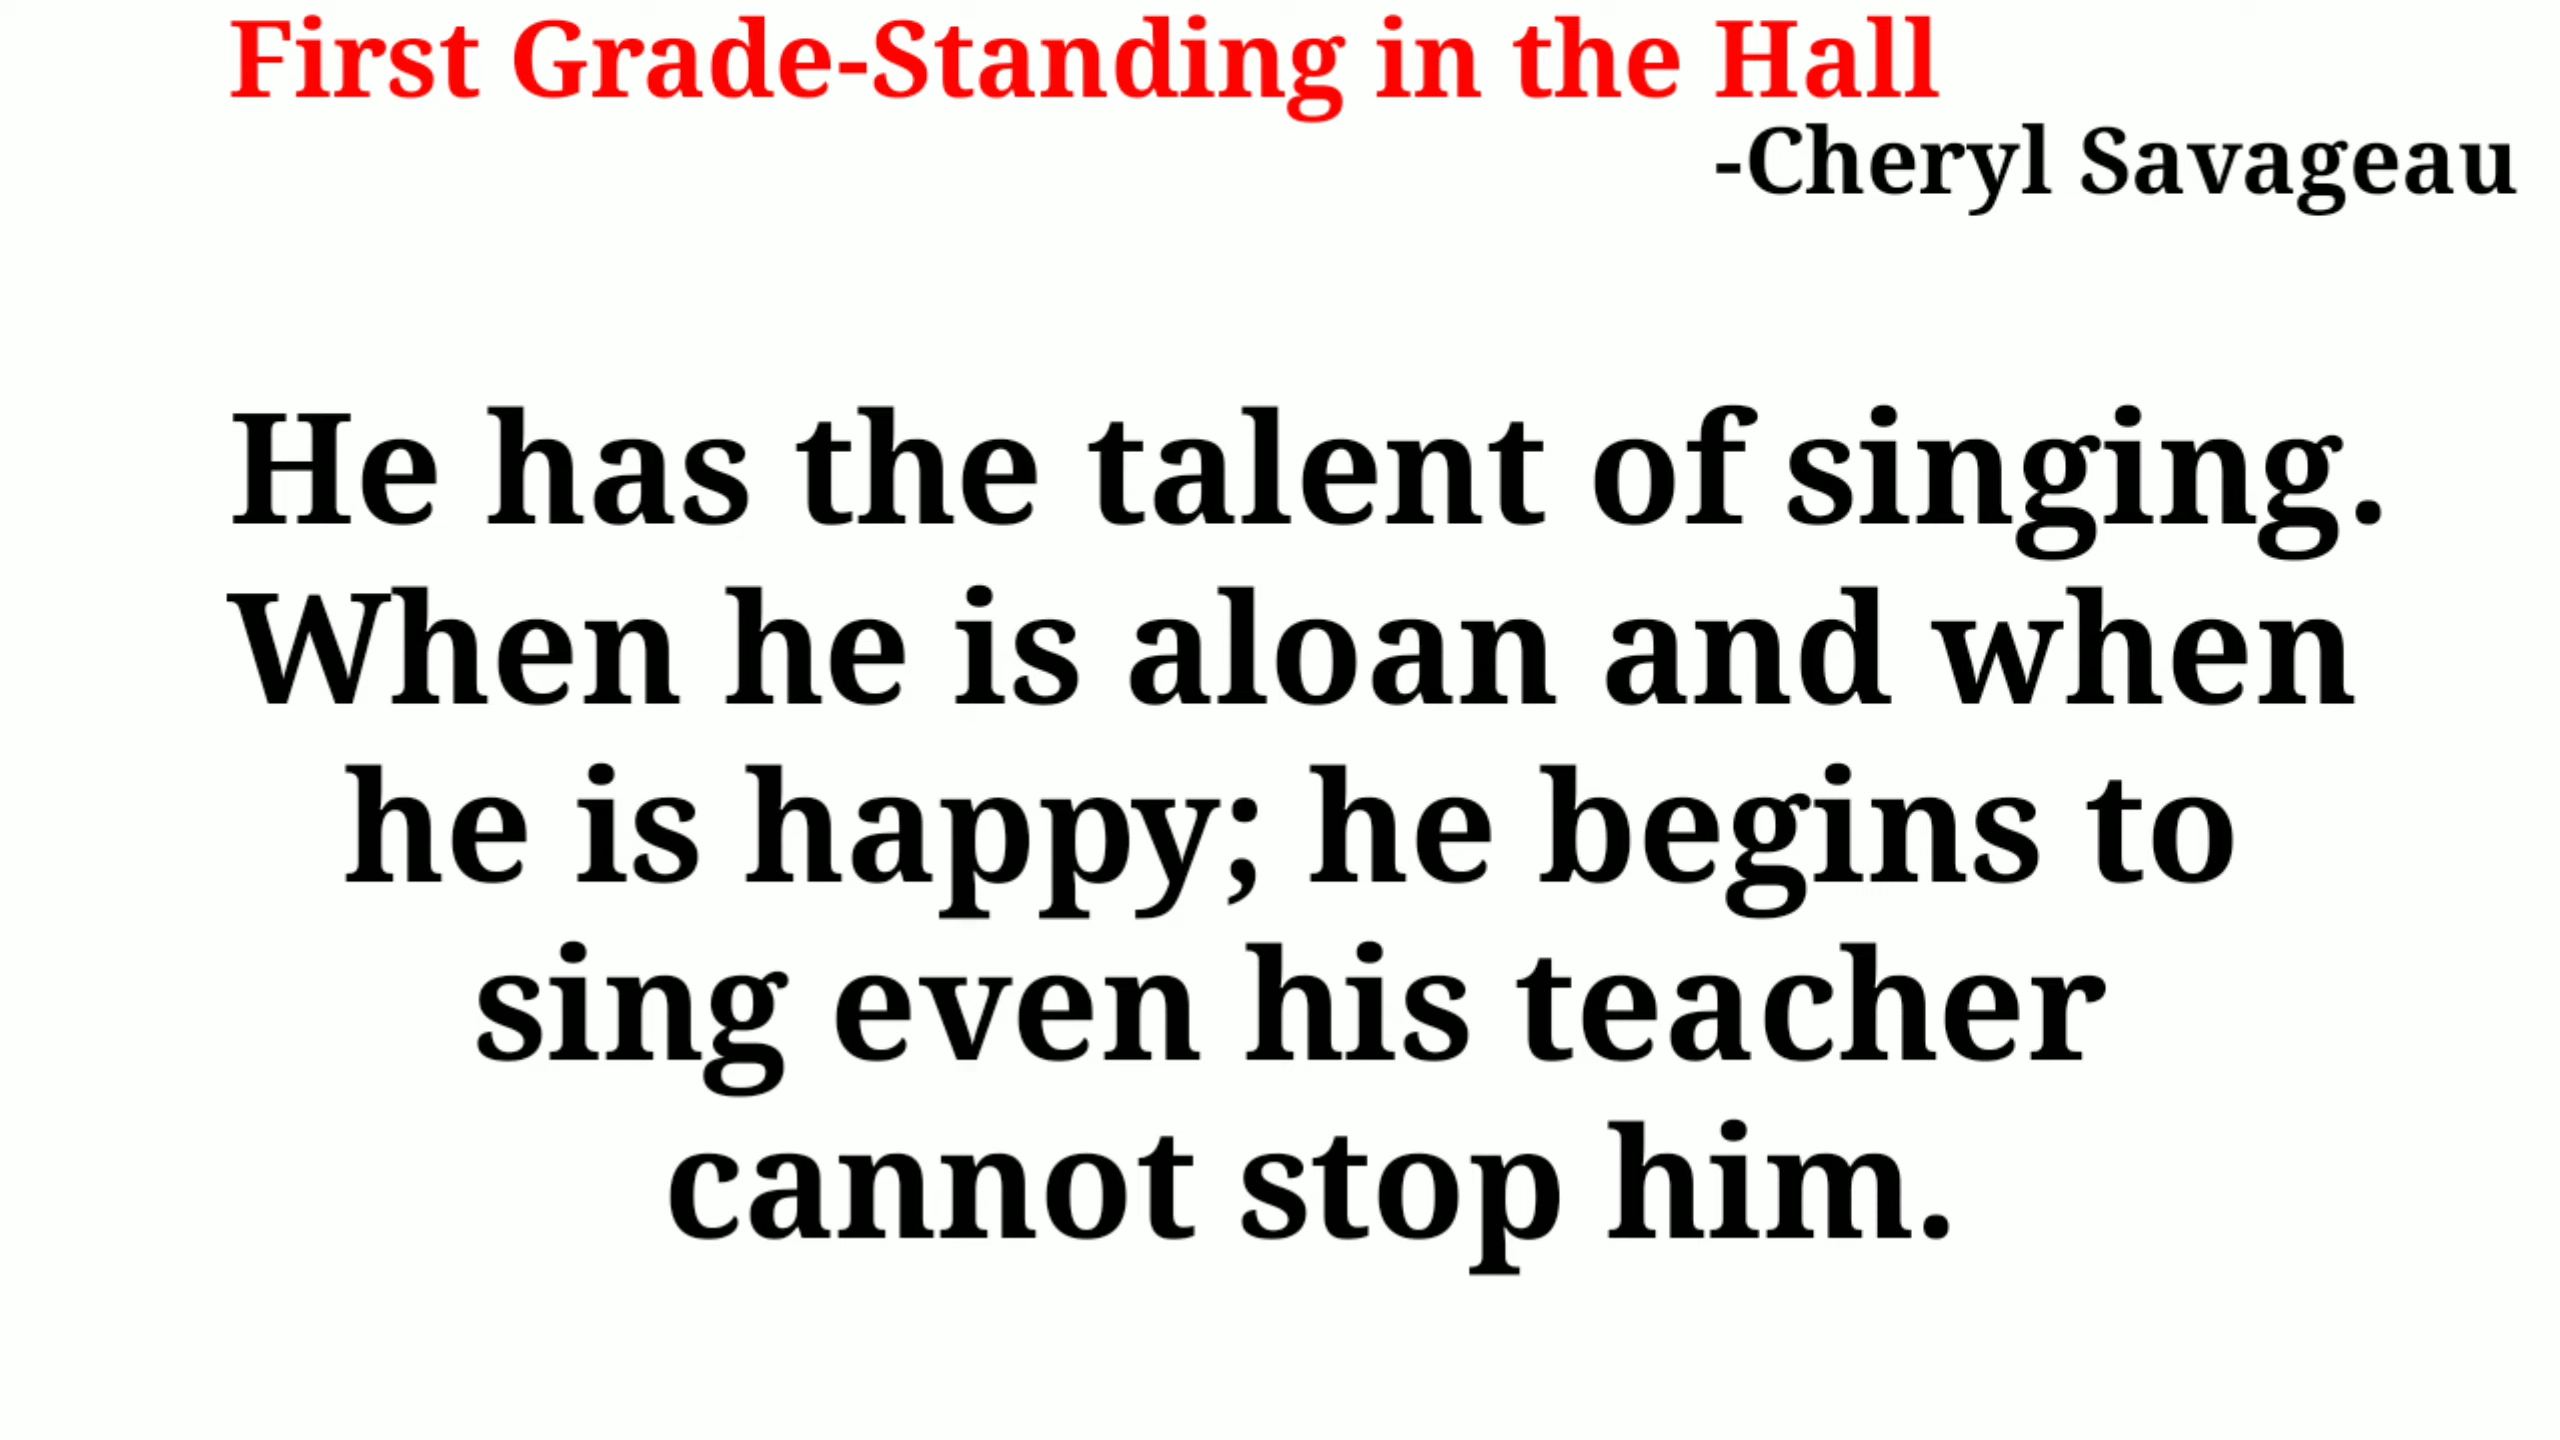 First Grade-Standing in the Hall
-Cheryl Savageau
He has the talent of singing.
When he is aloan and when
he is happy; he begins to
sing even his teacher
cannot stop him.